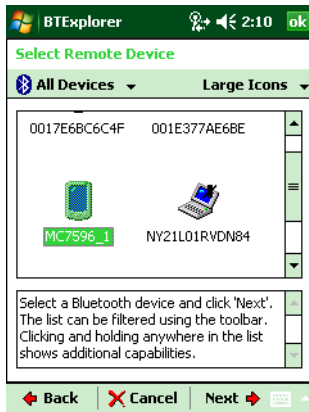 BTExplorer 2:10 ok
Select Remote Device
All Devices Large Icons
0017E6BC6C4F 001E377AE6BE
MC7596_1 NY21L01RVDN84
Select a Bluetooth device and click 'Next'.
The list can be filtered using the toolbar.
Clicking and holding anywhere in the list
shows additional capabilities.
Back Cancel Next